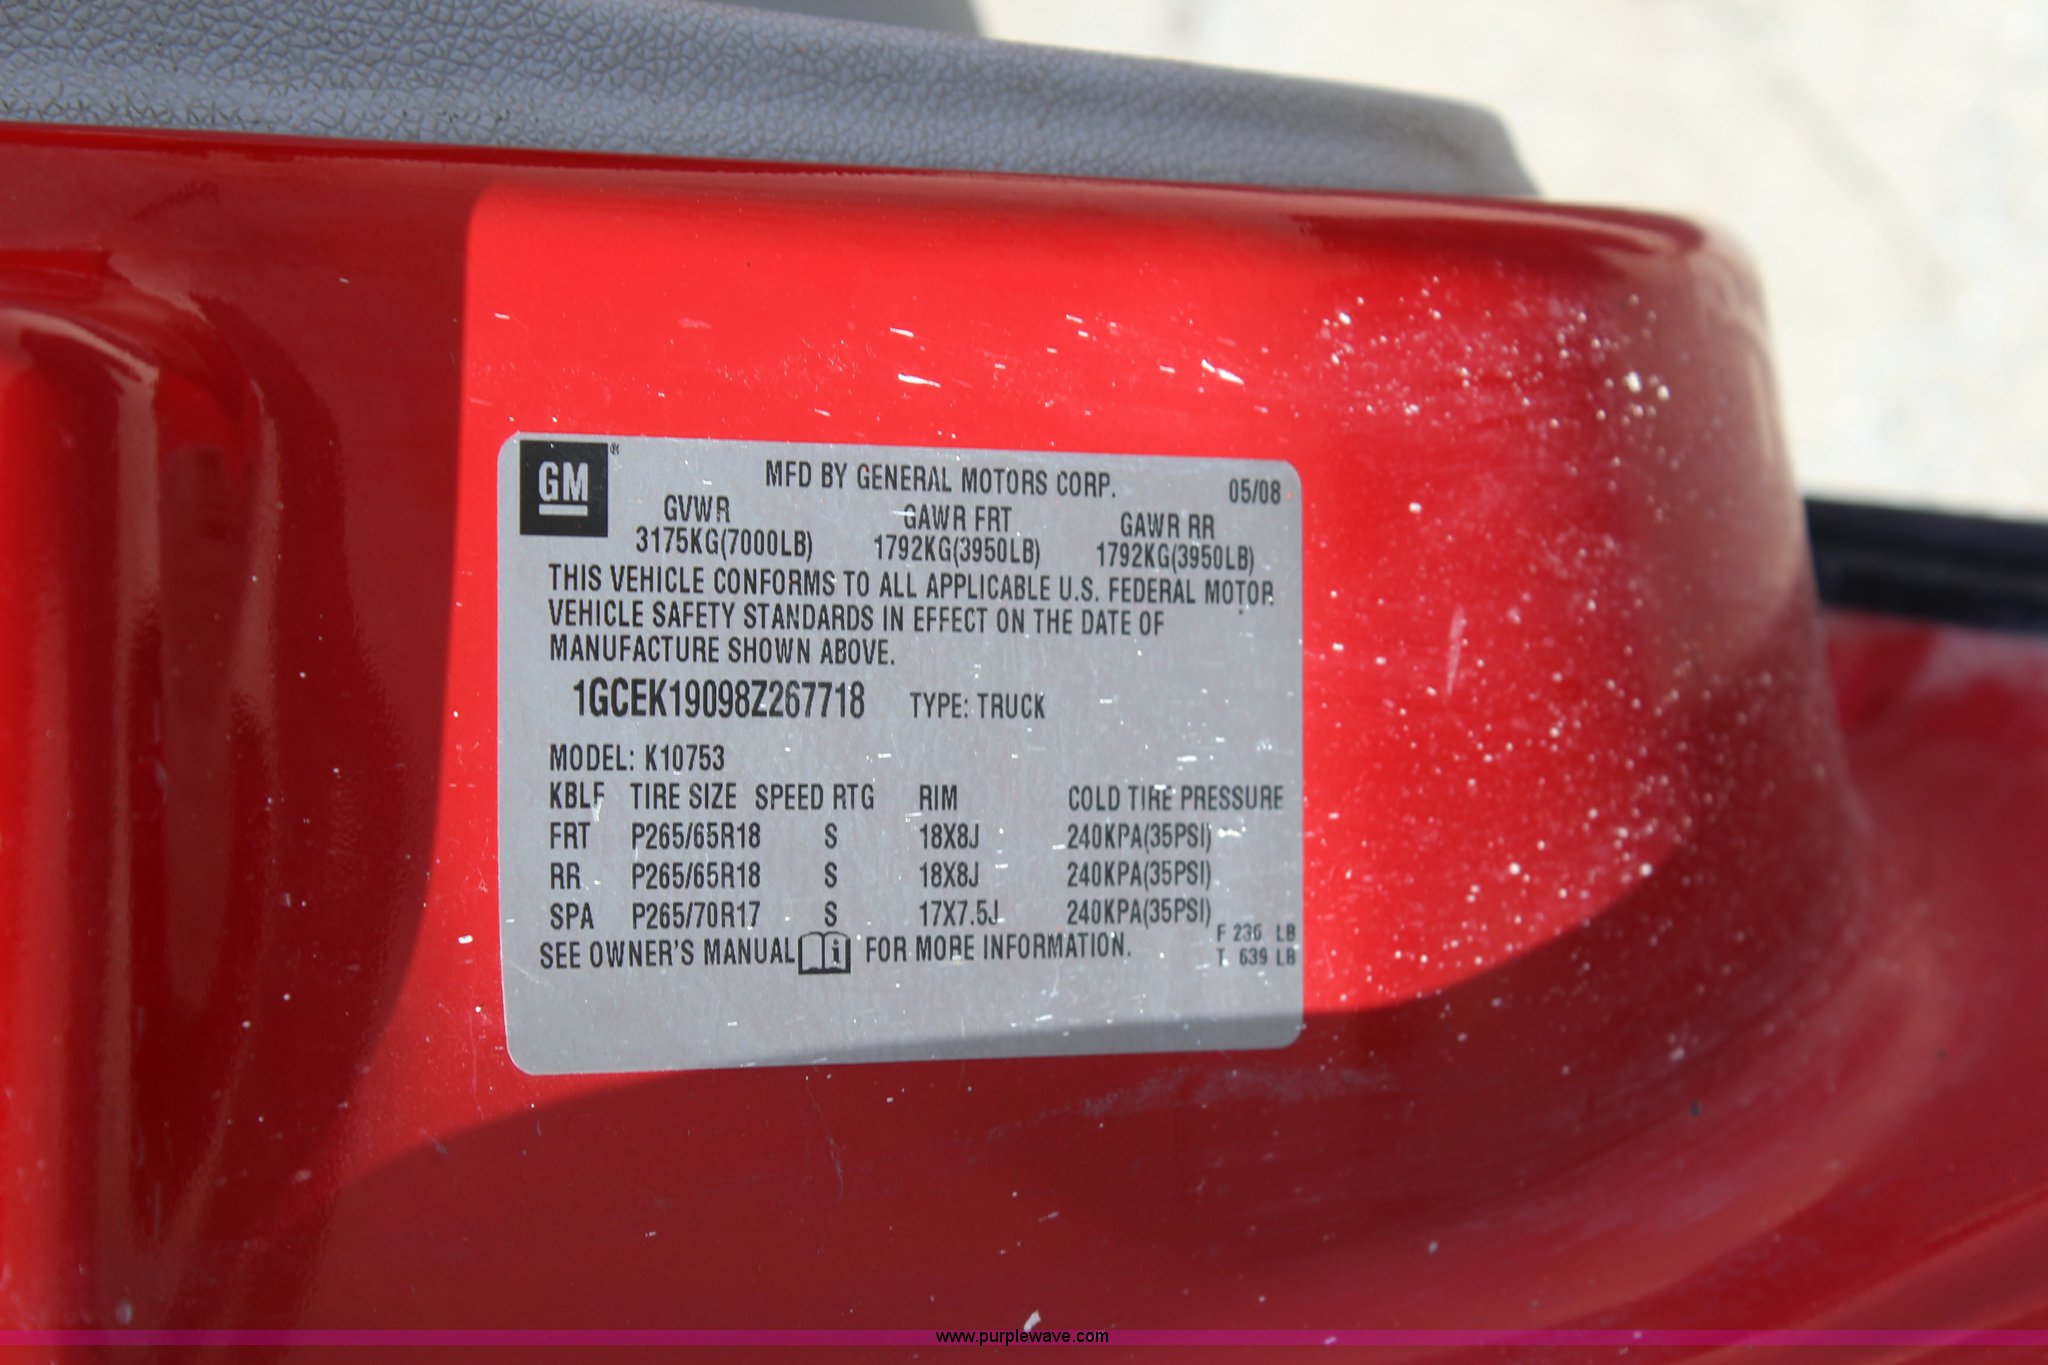 GM®
MFD BY GENERAL MOTORS CORP. 05/08
GVWR GAWR FRT GAWR RR
3175KG(7000LB) 1792KG(3950LB) 1792KG(3950LB)
THIS VEHICLE CONFORMS TO ALL APPLICABLE U.S. FEDERAL MOTOR
VEHICLE SAFETY STANDARDS IN EFFECT ON THE DATE OF
MANUFACTURE SHOWN ABOVE.
1GCEK19098Z267718 TYPE: TRUCK
MODEL: K10753
KBLF TIRE SIZE SPEED RTG RIM COLD TIRE PRESSURE
FRT P265/65R18 S 18X8J 240KPA(35PSI)
RR P265/65R18 S 18X8J 240KPA(35PSI)
SPA P265/70R17 S 17X7.5J 240KPA(35PSI)
SEE OWNER'S MANUAL i FOR MORE INFORMATION.
F 236 LB
T 639 LB
www.purplewave.com